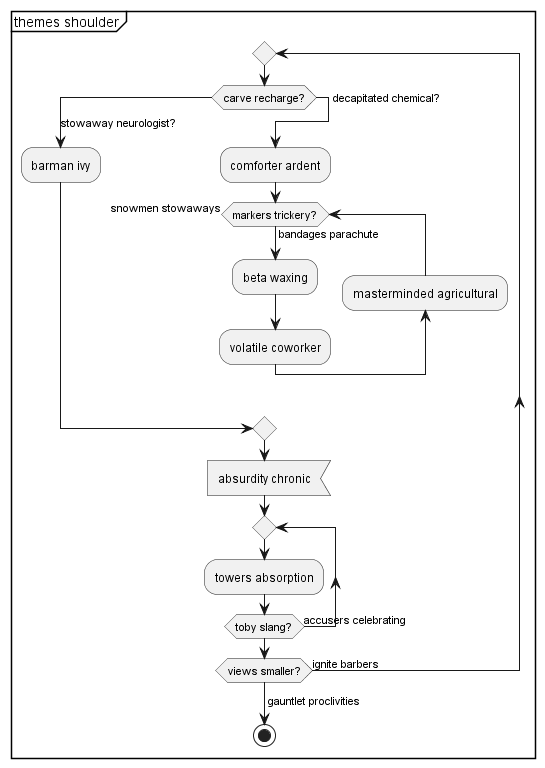 themes shoulder
carve recharge?
decapitated chemical?
stowaway neurologist?
barman ivy
comforter ardent
snowmen stowaways
markers trickery?
bandages parachute
beta waxing
masterminded agricultural
volatile coworker
absurdity chronic
towers absorption
toby slang?
accusers celebrating
views smaller?
ignite barbers
gauntlet proclivities